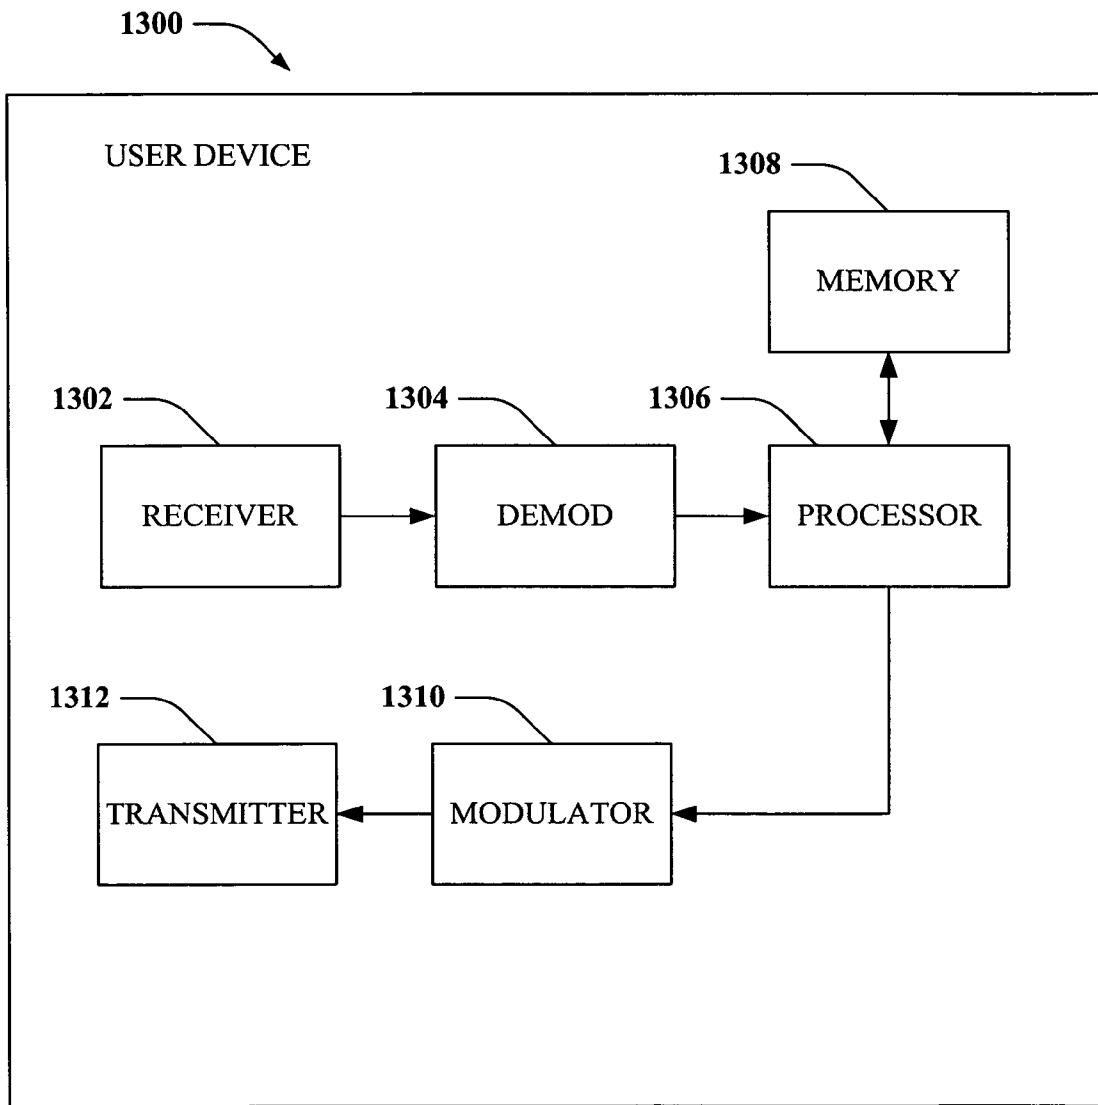 1300
USER DEVICE
1308
MEMORY
1302
1304
1306
RECEIVER
DEMOD
PROCESSOR
1312
1310
TRANSMITTER
MODULATOR